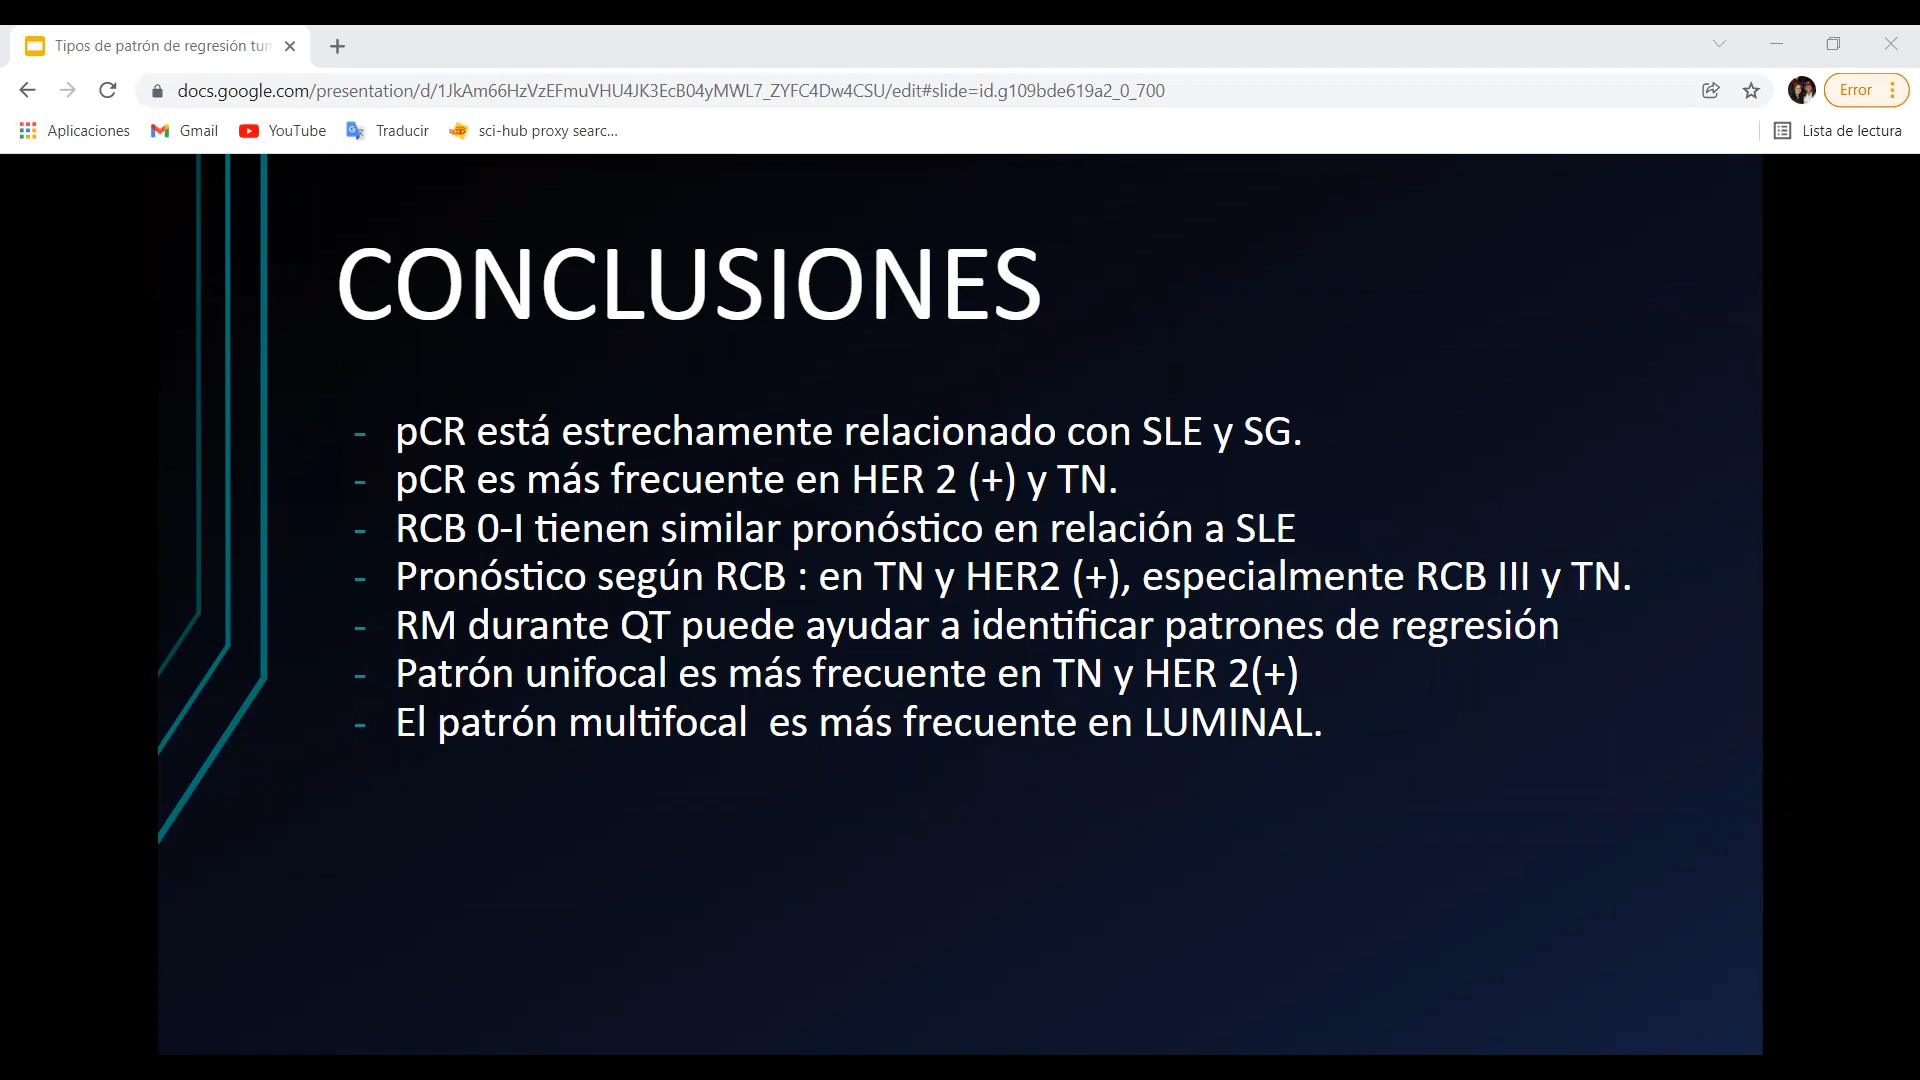 Tipos de patrón de regresión tun
docs.google.com/presentation/d/1JkAm66HzVzEFmuVHU4JK3EcB04yMWL7_ZYFC4Dw4CSU/edit#slide=id.g109bde619a2_0_700
Error
Aplicaciones
Gmail
YouTube
Traducir
sci-hub proxy searc...
Lista de lectura
CONCLUSIONES
- pCR está estrechamente relacionado con SLE y SG.
- pCR es más frecuente en HER 2 (+) y TN.
- RCB 0-I tienen similar pronóstico en relación a SLE
- Pronóstico según RCB : en TN y HER2 (+), especialmente RCB III y TN.
- RM durante QT puede ayudar a identificar patrones de regresión
- Patrón unifocal es más frecuente en TN y HER 2(+)
- El patrón multifocal  es más frecuente en LUMINAL.